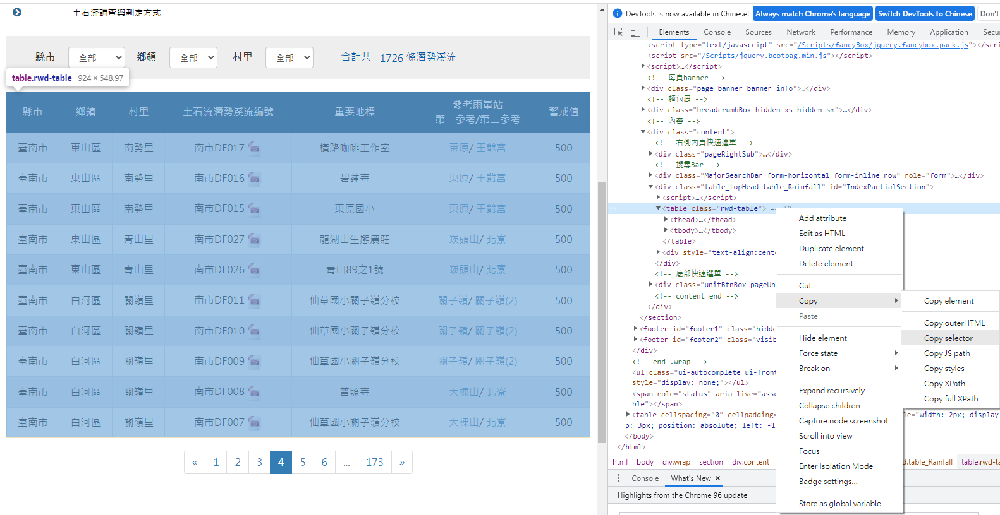 土石流調查與劃定方式
縣市 全部 鄉鎮 全部 村里 全部 合計共 1726 條潛勢溪流
table.rwd-table 924 × 548.97
縣市 鄉鎮 村里 土石流潛勢溪流編號 重要地標 參考雨量站 第一參考/第二參考 警戒值
臺南市 東山區 南勢里 南市DF017 橫路咖啡工作室 東原/ 王爺宮 500
臺南市 東山區 南勢里 南市DF016 碧蓮寺 東原/ 王爺宮 500
臺南市 東山區 南勢里 南市DF015 東原國小 東原/ 王爺宮 500
臺南市 東山區 青山里 南市DF027 龍湖山生態農莊 崁頭山/ 北寮 500
臺南市 東山區 青山里 南市DF026 青山89之1號 崁頭山/ 北寮 500
臺南市 白河區 關嶺里 南市DF011 仙草國小關子嶺分校 關子嶺/ 關子嶺(2) 500
臺南市 白河區 關嶺里 南市DF010 仙草國小關子嶺分校 關子嶺/ 關子嶺(2) 500
臺南市 白河區 關嶺里 南市DF009 仙草國小關子嶺分校 關子嶺/ 關子嶺(2) 500
臺南市 白河區 關嶺里 南市DF008 普照寺 大棟山/ 北寮 500
臺南市 白河區 關嶺里 南市DF007 仙草國小關子嶺分校 大棟山/ 北寮 500
« 1 2 3 4 5 6 ... 173 »
DevTools is now available in Chinese! Always match Chrome's language Switch DevTools to Chinese Don't
Elements Console Sources Network Performance Memory Application Secu
<script type="text/javascript" src="/Scripts/fancyBox/jquery.fancybox.pack.js"></scri
<script src="/Scripts/jquery.bootpag.min.js"></script>
<script>…</script>
<!-- 每頁banner -->
<div class="page_banner banner_info">…</div>
<!-- 麵包屑 -->
<div class="breadcrumbBox hidden-xs hidden-sm">…</div>
<!-- 內容 -->
<div class="content">
<!-- 右側內頁快速選單 -->
<div class="pageRightSub">…</div>
<!-- 搜尋Bar -->
<div class="MajorSearchBar form-horizontal form-inline row" role="form">…</div>
<div class="table_topHead table_Rainfall" id="IndexPartialSection">
<script>…</script>
<table class="rwd-table"> == $0
<thead>…</thead>
<tbody>…</tbody>
</table>
<div style="text-align:cente
</div>
<!-- 底部快速選單 -->
<div class="unitBtnBox pageUn
<!-- content end -->
</div>
</section>
<footer id="footer1" class="hidde
<footer id="footer2" class="visib
</div>
<!-- end .wrap -->
<ul class="ui-autocomplete ui-fron
style="display: none;"></ul>
<span role="status" aria-live="asse
ble"></span>
<table cellspacing="0" cellpadding= le="width: 2px; display
p: 3px; position: absolute; left: -1
</body>
</html>
html body div.wrap section div.content d.table_Rainfall table.rwd-ta
Console What's New ×
Highlights from the Chrome 96 update
Add attribute
Edit as HTML
Duplicate element
Delete element
Cut
Copy
Paste
Hide element
Force state
Break on
Expand recursively
Collapse children
Capture node screenshot
Scroll into view
Focus
Enter Isolation Mode
Badge settings...
Store as global variable
Copy element
Copy outerHTML
Copy selector
Copy JS path
Copy styles
Copy XPath
Copy full XPath